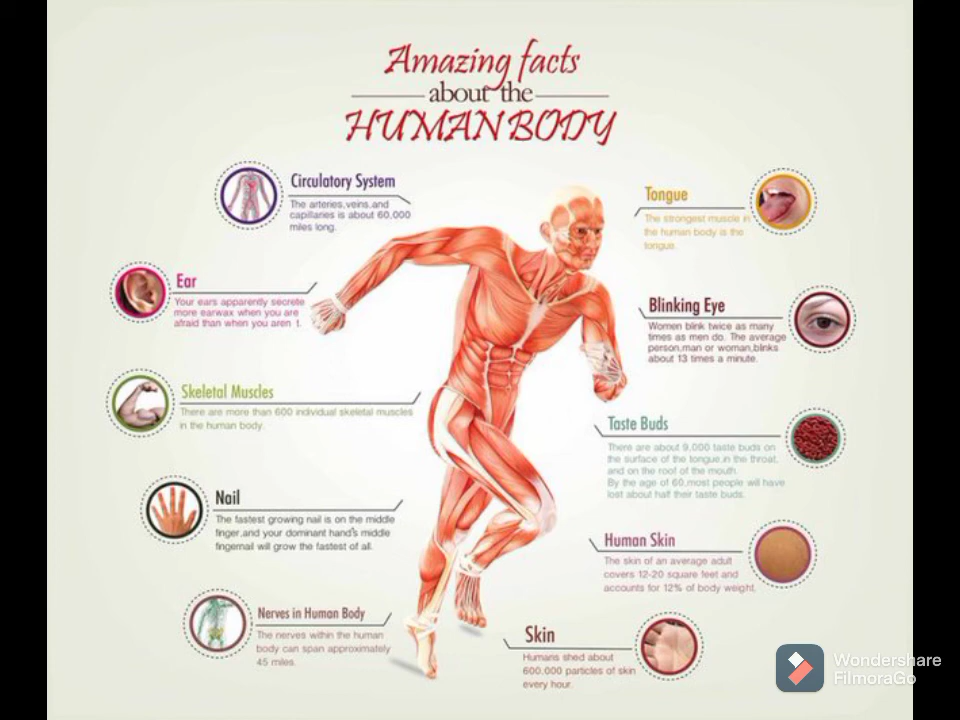 Amazing facts
about the
HUMAN BODY
Circulatory System
The arteries,veins,and
capillaries is about 60,000
miles long.
Ear
Your ears apparently secrete
more earwax when you are
afraid than when you aren t.
Skeletal Muscles
There are more than 600 individual skeletal muscles
in the human body.
Nail
The fastest growing nail is on the middle
finger,and your dominant hand's middle
fingernail will grow the fastest of all.
Nerves in Human Body
The nerves within the human
body can span approximately
45 miles.
Tongue
The strongest muscle in
the human body is the
tongue.
Blinking Eye
Women blink twice as many
times as men do. The average
person,man or woman,blinks
about 13 times a minute.
Taste Buds
There are about 9,000 taste buds on
the surface of the tongue,in the throat,
and on the roof of the mouth.
By the age of 60,most people will have
lost about half their taste buds.
Human Skin
The skin of an average adult
covers 12-20 square feet and
accounts for 12% of body weight.
Skin
Humans shed about
600,000 particles of skin
every hour.
Wondershare
FilmoraGo